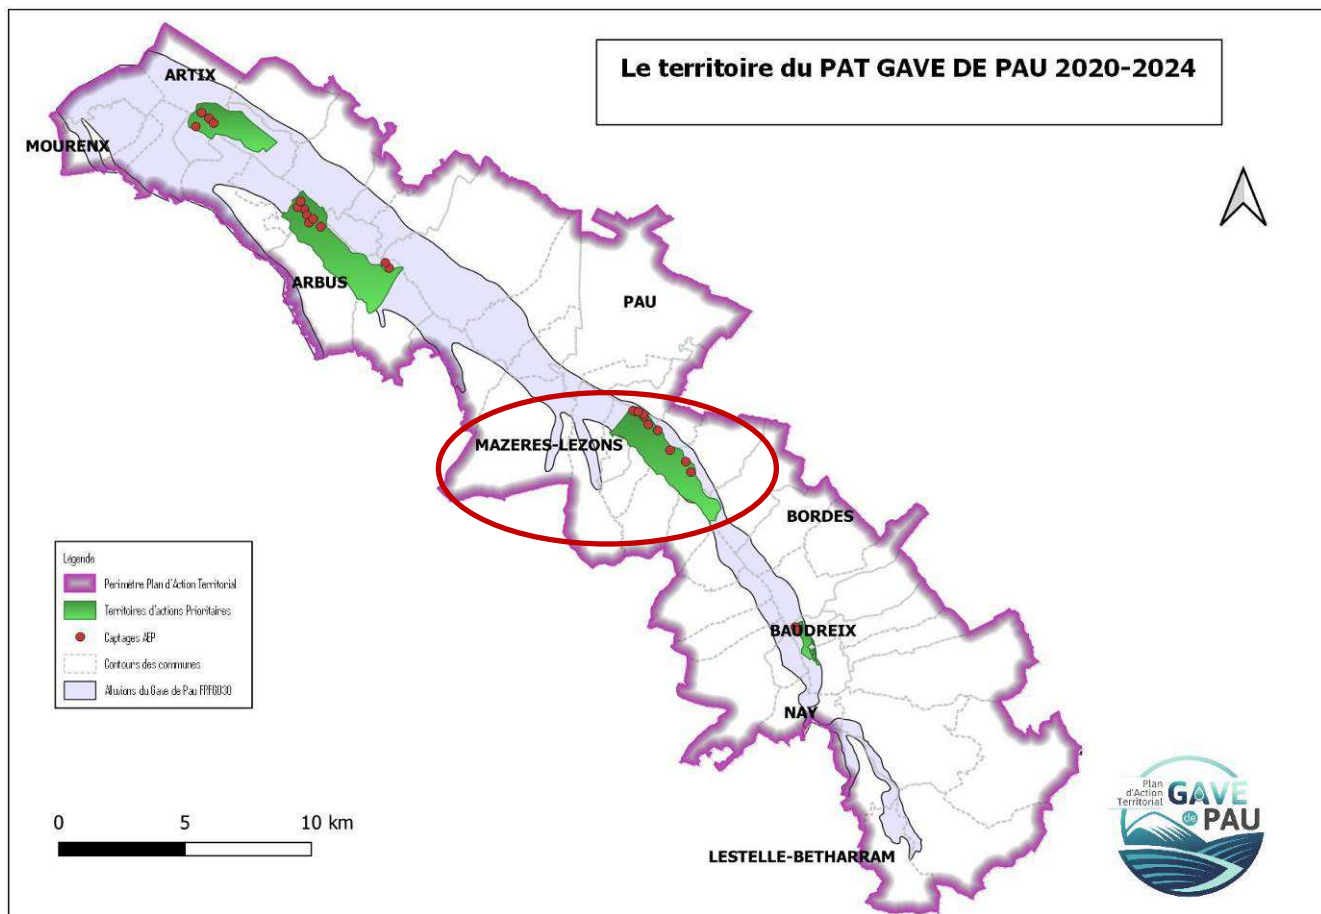 Le territoire du PAT GAVE DE PAU 2020-2024
ARTIX
MOURENX
ARBUS
PAU
MAZERES-LEZONS
BORDES
BAUDREIX
NAY
LESTELLE-BETHARRAM
Légende
Perimètre Plan d'Action Territorial
Territoires d'actions Prioritaires
Captages AEP
Contours des communes
Alluvions du Gave de Pau FRFG030
0 5 10 km
Plan
d'Action
Territorial
GAVE
de PAU